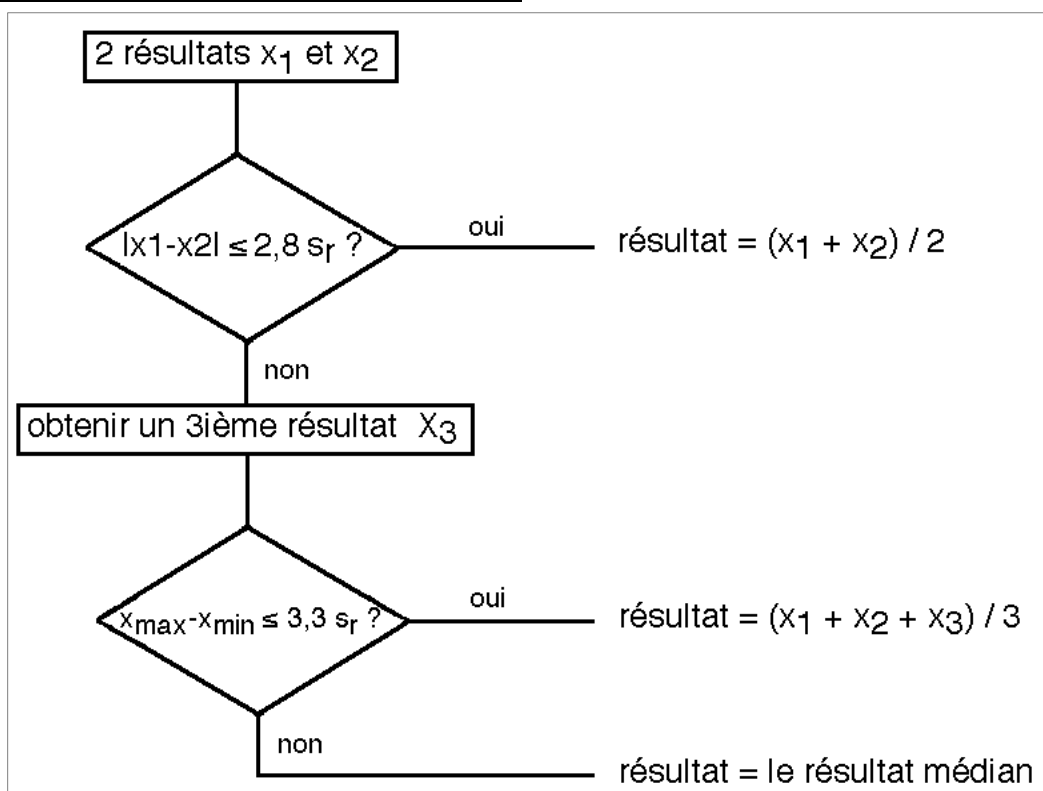 2 résultats x1 et x2
|x1-x2| ≤ 2,8 sr ?
oui
résultat = (x1 + x2) / 2
non
obtenir un 3ième résultat X3
xmax-xmin ≤ 3,3 sr ?
oui
résultat = (x1 + x2 + x3) / 3
non
résultat = le résultat médian